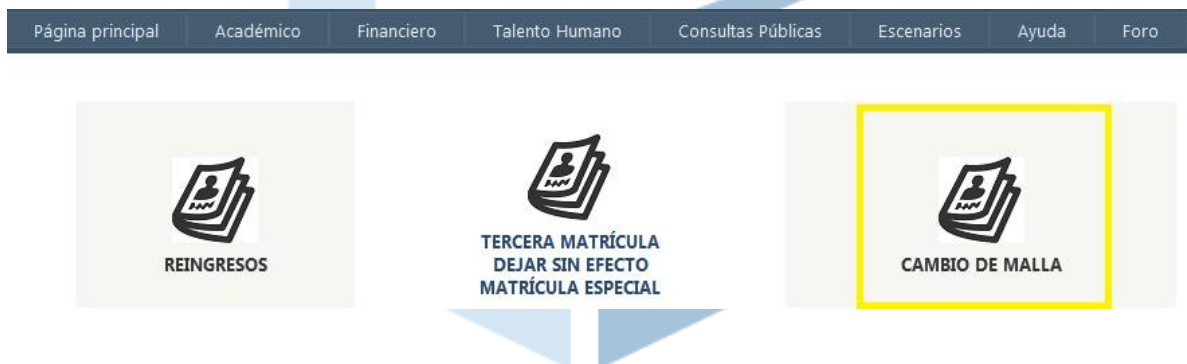 Página principal Académico Financiero Talento Humano Consultas Públicas Escenarios Ayuda Foro
REINGRESOS
TERCERA MATRÍCULA
DEJAR SIN EFECTO
MATRÍCULA ESPECIAL
CAMBIO DE MALLA